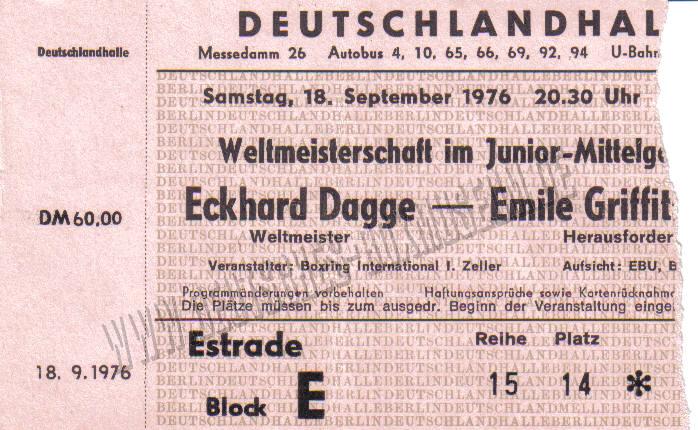 DEUTSCHLANDHAL
Deutschlandhalle
Messedamm 26 Autobus 4, 10, 65, 66, 69, 92, 94 U-Bahn
Samstag, 18. September 1976 20.30 Uhr
Weltmeisterschaft im Junior-Mittelge
DM 60,00
Eckhard Dagge — Emile Griffit
Weltmeister Herausforder
Veranstalter: Boxring International I. Zeller Aufsicht: EBU, B
Programmänderungen vorbehalten Haftungsansprüche sowie Kartenrücknahme
Die Plätze müssen bis zum ausgedr. Beginn der Veranstaltung eingen
Estrade Reihe Platz
18. 9. 1976
Block E 15 14 *